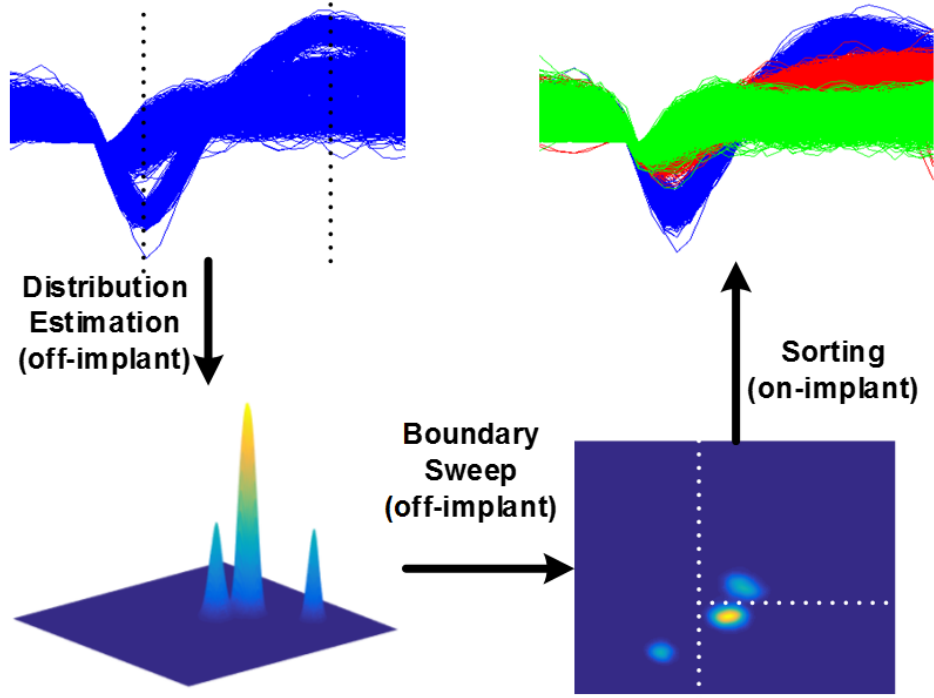 Distribution
Estimation
(off-implant)
Boundary
Sweep
(off-implant)
Sorting
(on-implant)